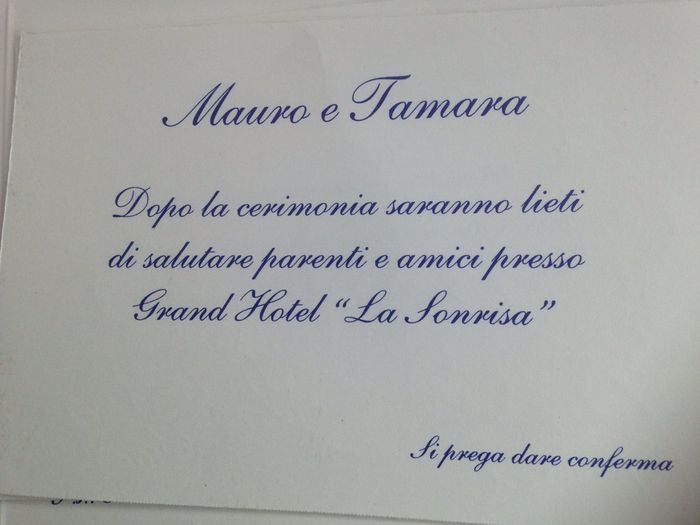 Mauro e Tamara
Dopo la cerimonia saranno lieti
di salutare parenti e amici presso
Grand Hotel “La Sonrisa”
Si prega dare conferma